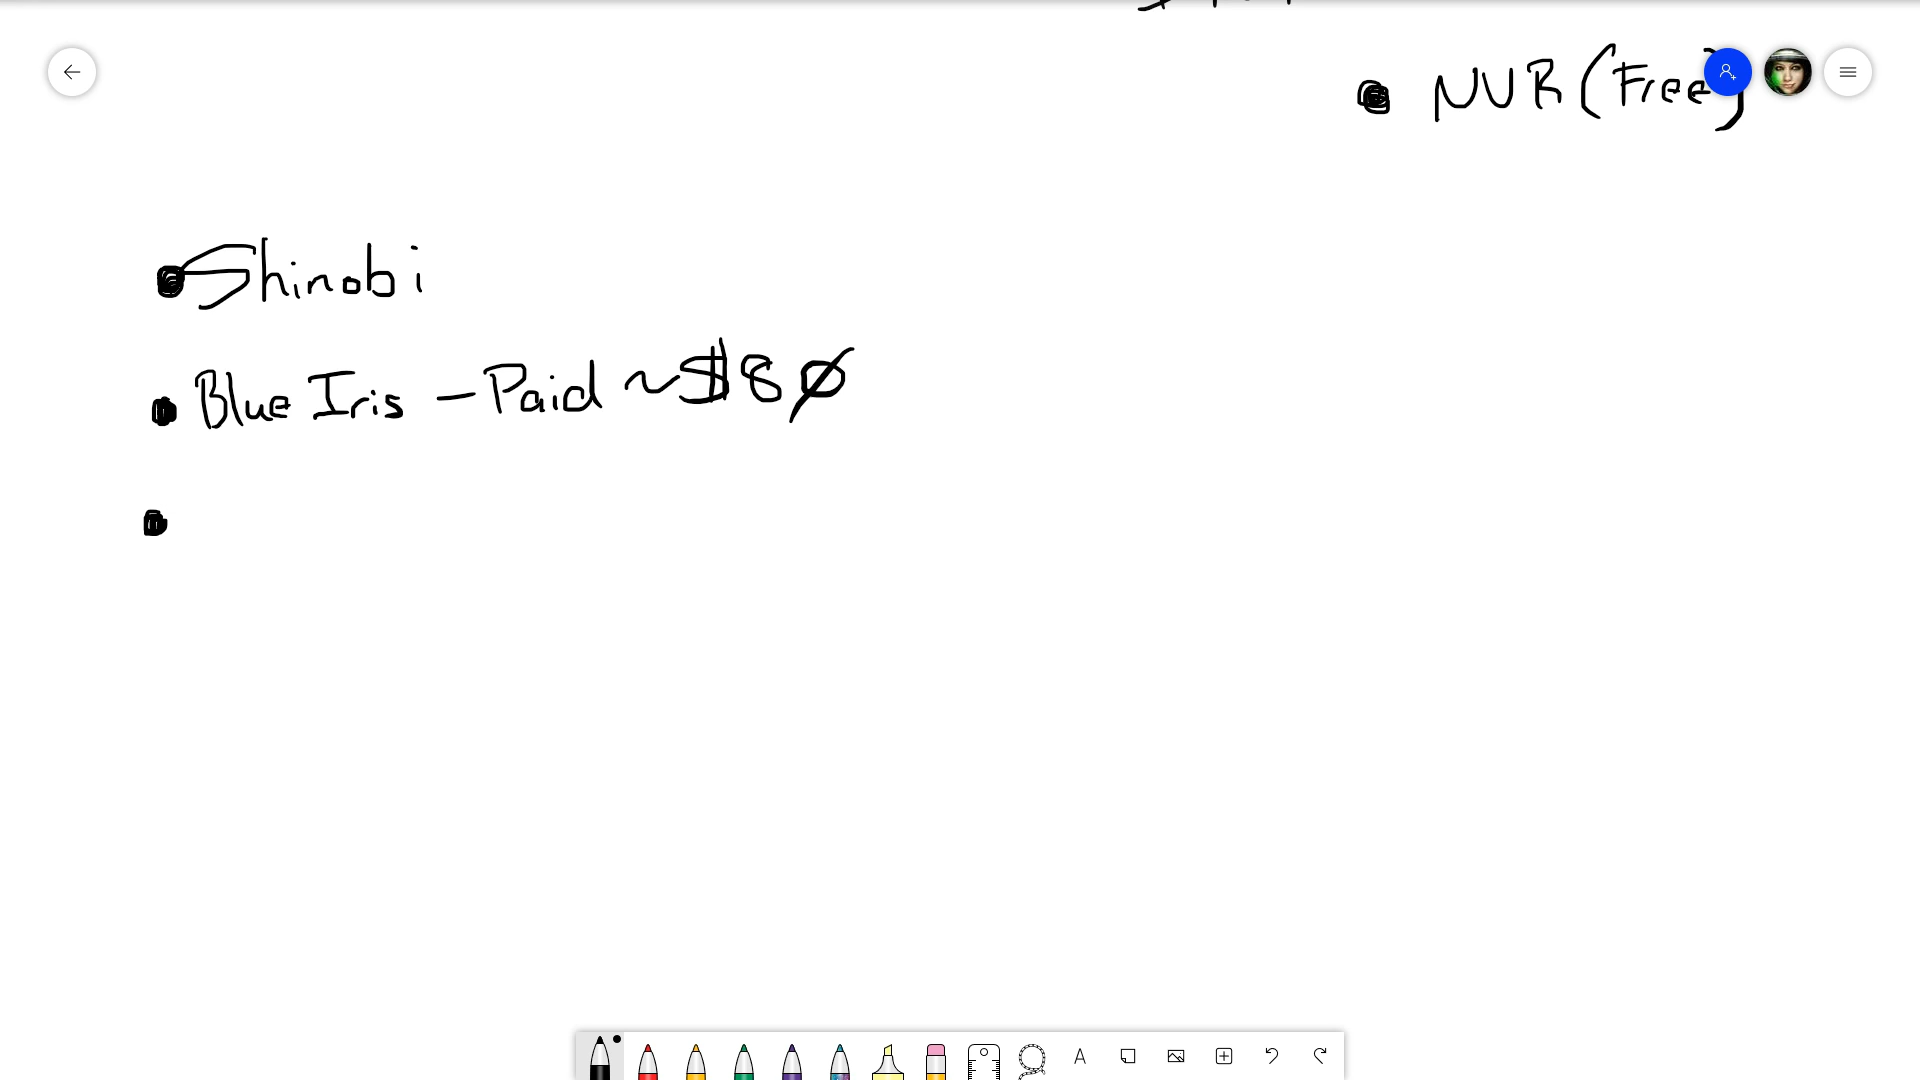 • NVR (Free)
• Shinobi
• Blue Iris - Paid ~$80
•
A